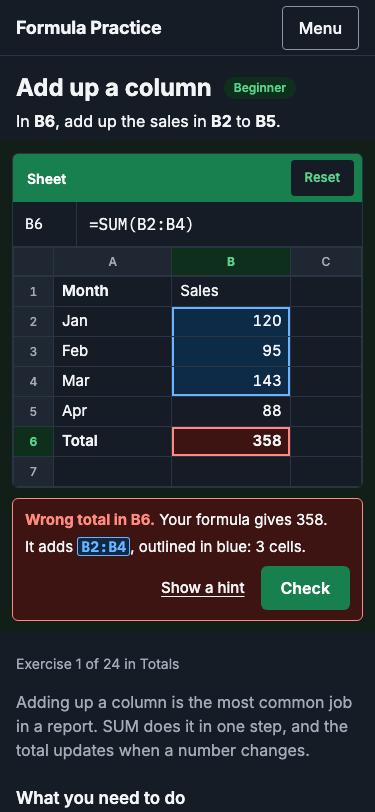 Formula Practice
Menu
Add up a column Beginner
In B6, add up the sales in B2 to B5.
Sheet
Reset
B6 =SUM(B2:B4)
A B C
1 Month Sales
2 Jan 120
3 Feb 95
4 Mar 143
5 Apr 88
6 Total 358
7
Wrong total in B6. Your formula gives 358.
It adds B2:B4, outlined in blue: 3 cells.
Show a hint Check
Exercise 1 of 24 in Totals
Adding up a column is the most common job
in a report. SUM does it in one step, and the
total updates when a number changes.
What you need to do